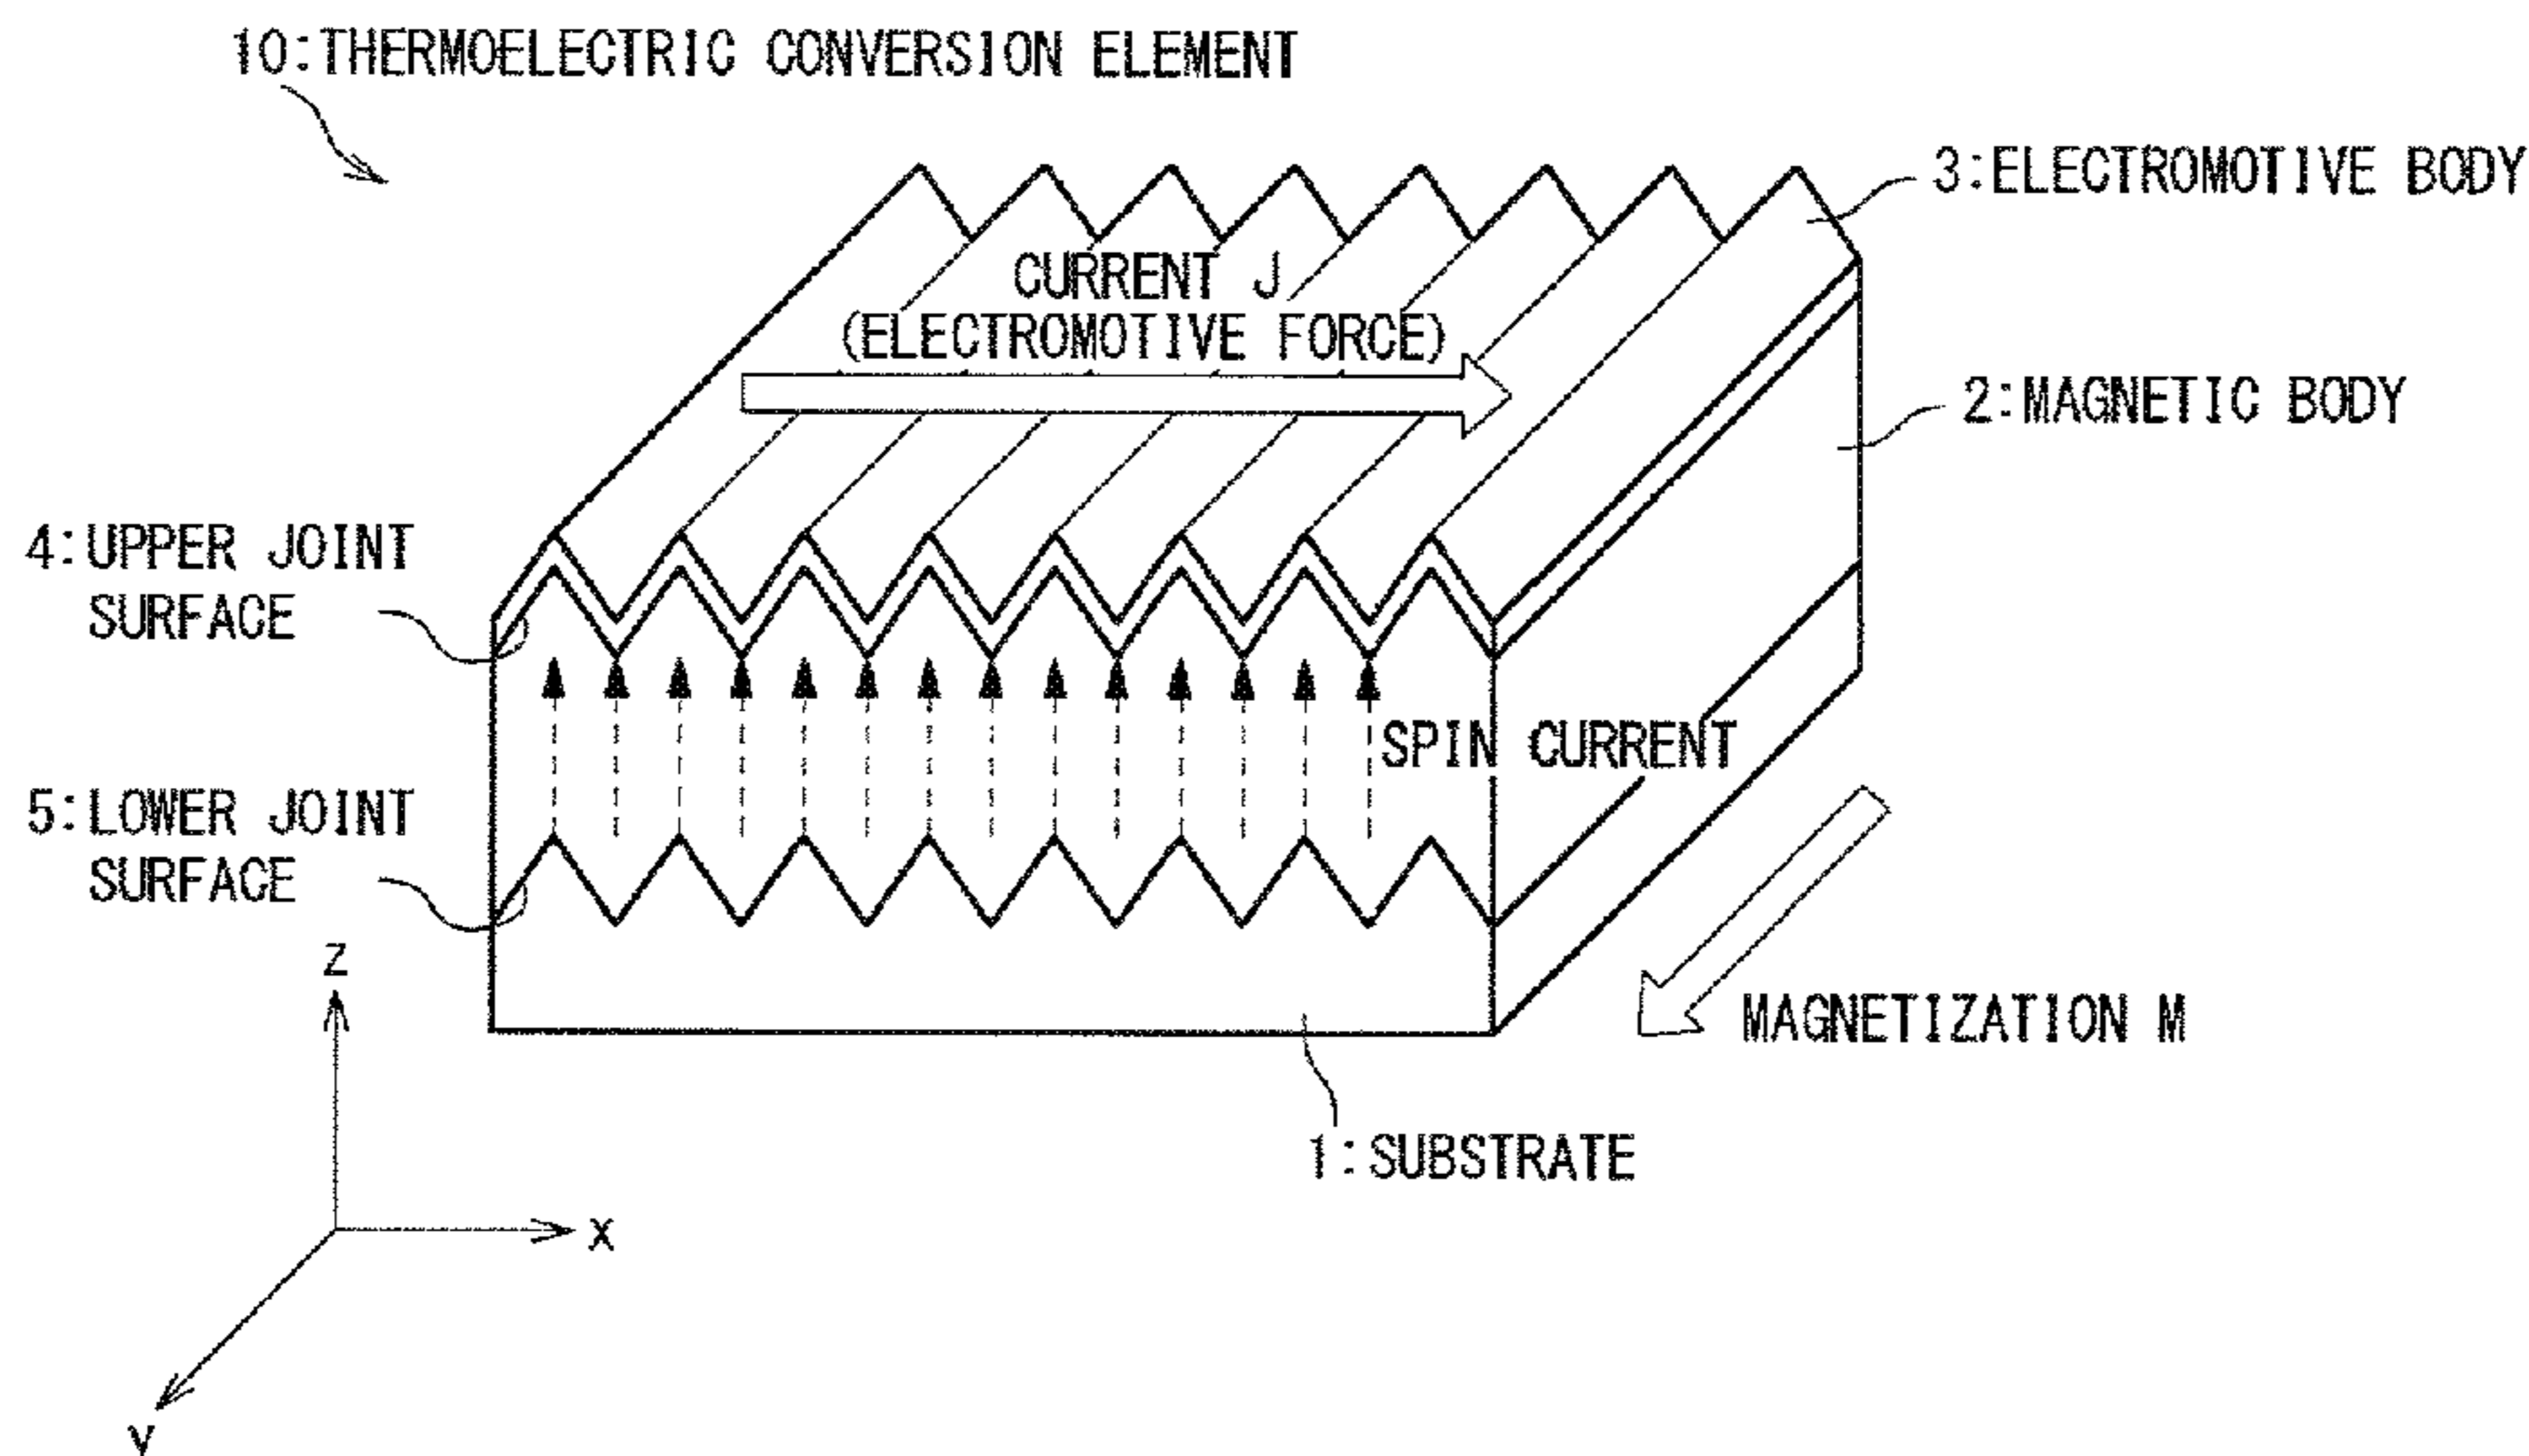 10:THERMOELECTRIC CONVERSION ELEMENT
3:ELECTROMOTIVE BODY
CURRENT J
(ELECTROMOTIVE FORCE)
2:MAGNETIC BODY
4:UPPER JOINT
SURFACE
SPIN CURRENT
5:LOWER JOINT
SURFACE
Z
MAGNETIZATION M
1:SUBSTRATE
X
Y